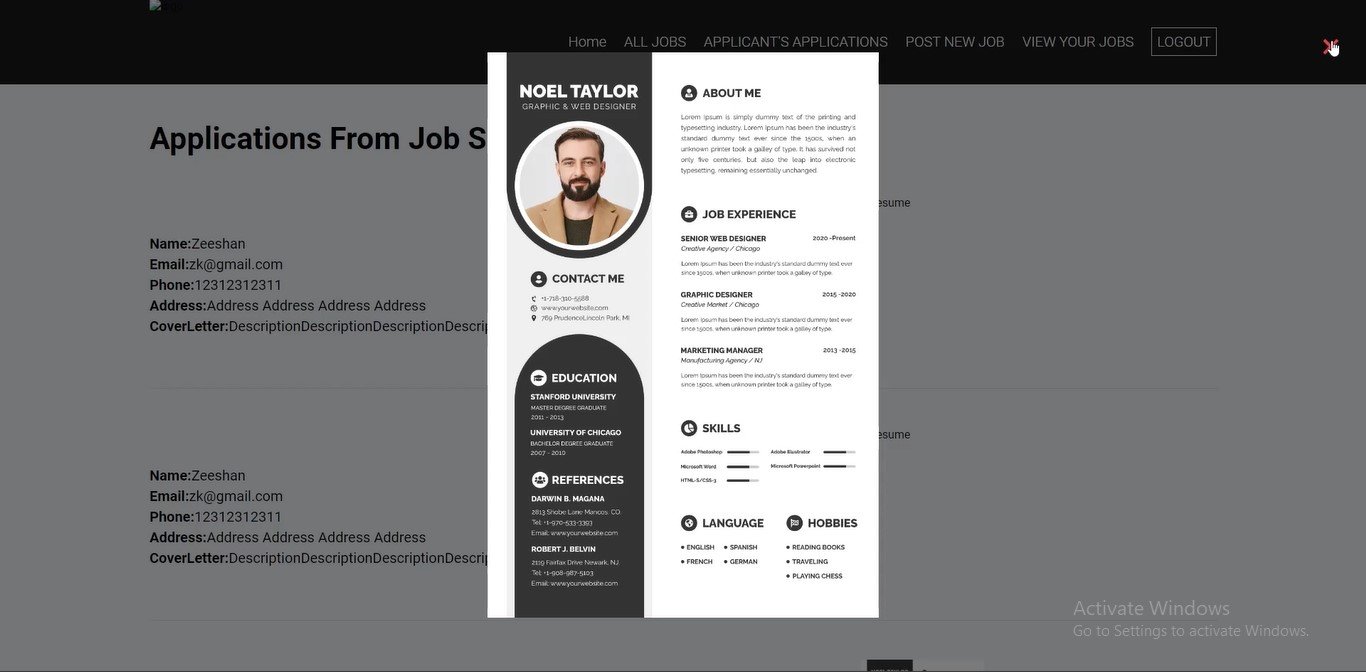 Home ALL JOBS APPLICANT'S APPLICATIONS POST NEW JOB VIEW YOUR JOBS LOGOUT
Applications From Job S
esume
Name:Zeeshan
Email:zk@gmail.com
Phone:12312312311
Address:Address Address Address Address
CoverLetter:DescriptionDescriptionDescriptionDescrip
esume
Name:Zeeshan
Email:zk@gmail.com
Phone:12312312311
Address:Address Address Address Address
CoverLetter:DescriptionDescriptionDescriptionDescrip
NOEL TAYLOR
GRAPHIC & WEB DESIGNER
CONTACT ME
+1-718-310-5588
www.yourwebsite.com
769 PrudenceLincoln Park, MI
EDUCATION
STANFORD UNIVERSITY
MASTER DEGREE GRADUATE
2011 - 2013
UNIVERSITY OF CHICAGO
BACHELOR DEGREE GRADUATE
2007 - 2010
REFERENCES
DARWIN B. MAGANA
2813 Shobe Lane Mancos, CO.
Tel: +1-970-533-3393
Email: www.yourwebsite.com
ROBERT J. BELVIN
2119 Fairfax Drive Newark, NJ
Tel: +1-908-987-5103
Email: www.yourwebsite.com
ABOUT ME
Lorem Ipsum is simply dummy text of the printing and
typesetting industry. Lorem Ipsum has been the industry's
standard dummy text ever since the 1500s, when an
unknown printer took a galley of type. It has survived not
only five centuries, but also the leap into electronic
typesetting, remaining essentially unchanged.
JOB EXPERIENCE
SENIOR WEB DESIGNER 2020 -Present
Creative Agency / Chicago
Lorem Ipsum has been the industry's standard dummy text ever
since 1500s, when unknown printer took a galley of type.
GRAPHIC DESIGNER 2015 -2020
Creative Market / Chicago
Lorem Ipsum has been the industry's standard dummy text ever
since 1500s, when unknown printer took a galley of type.
MARKETING MANAGER 2013 -2015
Manufacturing Agency / NJ
Lorem Ipsum has been the industry's standard dummy text ever
since 1500s, when unknown printer took a galley of type.
SKILLS
Adobe Photoshop Adobe Illustrator
Microsoft Word Microsoft Powerpoint
HTML-5/CSS-3
LANGUAGE
ENGLISH SPANISH
FRENCH GERMAN
HOBBIES
READING BOOKS
TRAVELING
PLAYING CHESS
Activate Windows
Go to Settings to activate Windows.